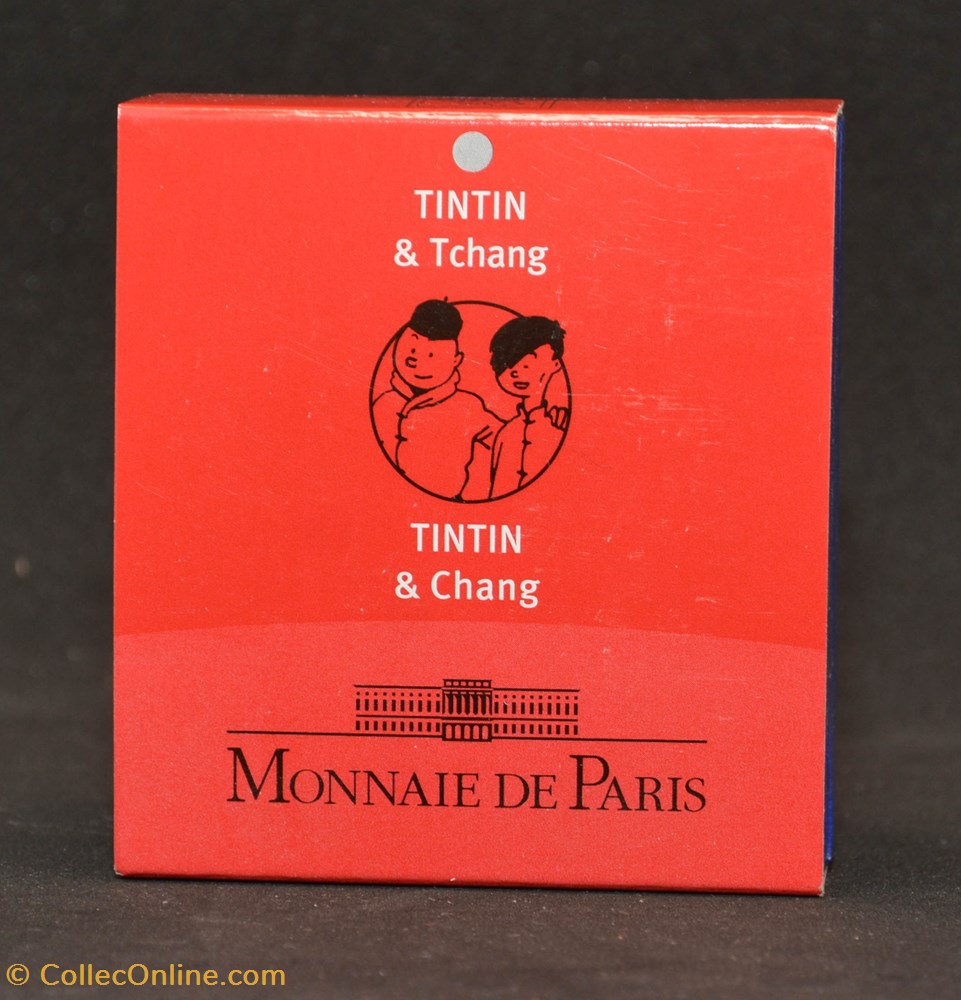 TINTIN
& Tchang
TINTIN
& Chang
MONNAIE DE PARIS
© CollecOnline.com